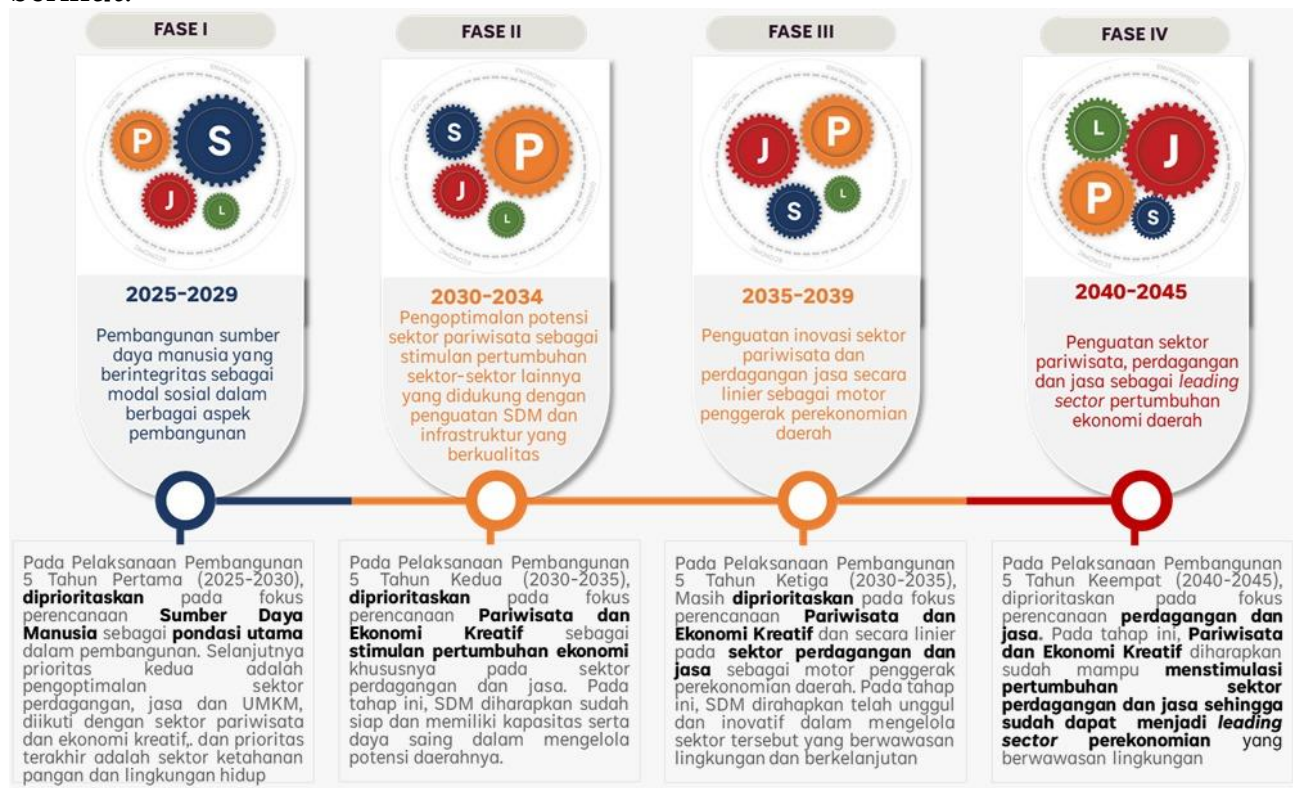 FASE I
P
S
J
L
2025-2029
Pembangunan sumber
daya manusia yang
berintegritas sebagai
modal sosial dalam
berbagai aspek
pembangunan
Pada Pelaksanaan Pembangunan
5 Tahun Pertama (2025-2030),
diprioritaskan pada fokus
perencanaan Sumber Daya
Manusia sebagai pondasi utama
dalam pembangunan. Selanjutnya
prioritas kedua adalah
pengoptimalan sektor
perdagangan, jasa dan UMKM,
diikuti dengan sektor pariwisata
dan ekonomi kreatif,. dan prioritas
terakhir adalah sektor ketahanan
pangan dan lingkungan hidup
FASE II
S
P
J
L
2030-2034
Pengoptimalan potensi
sektor pariwisata sebagai
stimulan pertumbuhan
sektor-sektor lainnya
yang didukung dengan
penguatan SDM dan
infrastruktur yang
berkualitas
Pada Pelaksanaan Pembangunan
5 Tahun Kedua (2030-2035),
diprioritaskan pada fokus
perencanaan Pariwisata dan
Ekonomi Kreatif sebagai
stimulan pertumbuhan ekonomi
khususnya pada sektor
perdagangan dan jasa. Pada
tahap ini, SDM diharapkan sudah
siap dan memiliki kapasitas serta
daya saing dalam mengelola
potensi daerahnya.
FASE III
J
P
S
L
2035-2039
Penguatan inovasi sektor
pariwisata dan
perdagangan jasa secara
linier sebagai motor
penggerak perekonomian
daerah
Pada Pelaksanaan Pembangunan
5 Tahun Ketiga (2030-2035),
Masih diprioritaskan pada fokus
perencanaan Pariwisata dan
Ekonomi Kreatif dan secara linier
pada sektor perdagangan dan
jasa sebagai motor penggerak
perekonomian daerah. Pada tahap
ini, SDM dirahapkan telah unggul
dan inovatif dalam mengelola
sektor tersebut yang berwawasan
lingkungan dan berkelanjutan
FASE IV
L
J
P
S
2040-2045
Penguatan sektor
pariwisata, perdagangan
dan jasa sebagai leading
sector pertumbuhan
ekonomi daerah
Pada Pelaksanaan Pembangunan
5 Tahun Keempat (2040-2045),
diprioritaskan pada fokus
perencanaan perdagangan dan
jasa. Pada tahap ini, Pariwisata
dan Ekonomi Kreatif diharapkan
sudah mampu menstimulasi
pertumbuhan sektor
perdagangan dan jasa sehingga
sudah dapat menjadi leading
sector perekonomian yang
berwawasan lingkungan